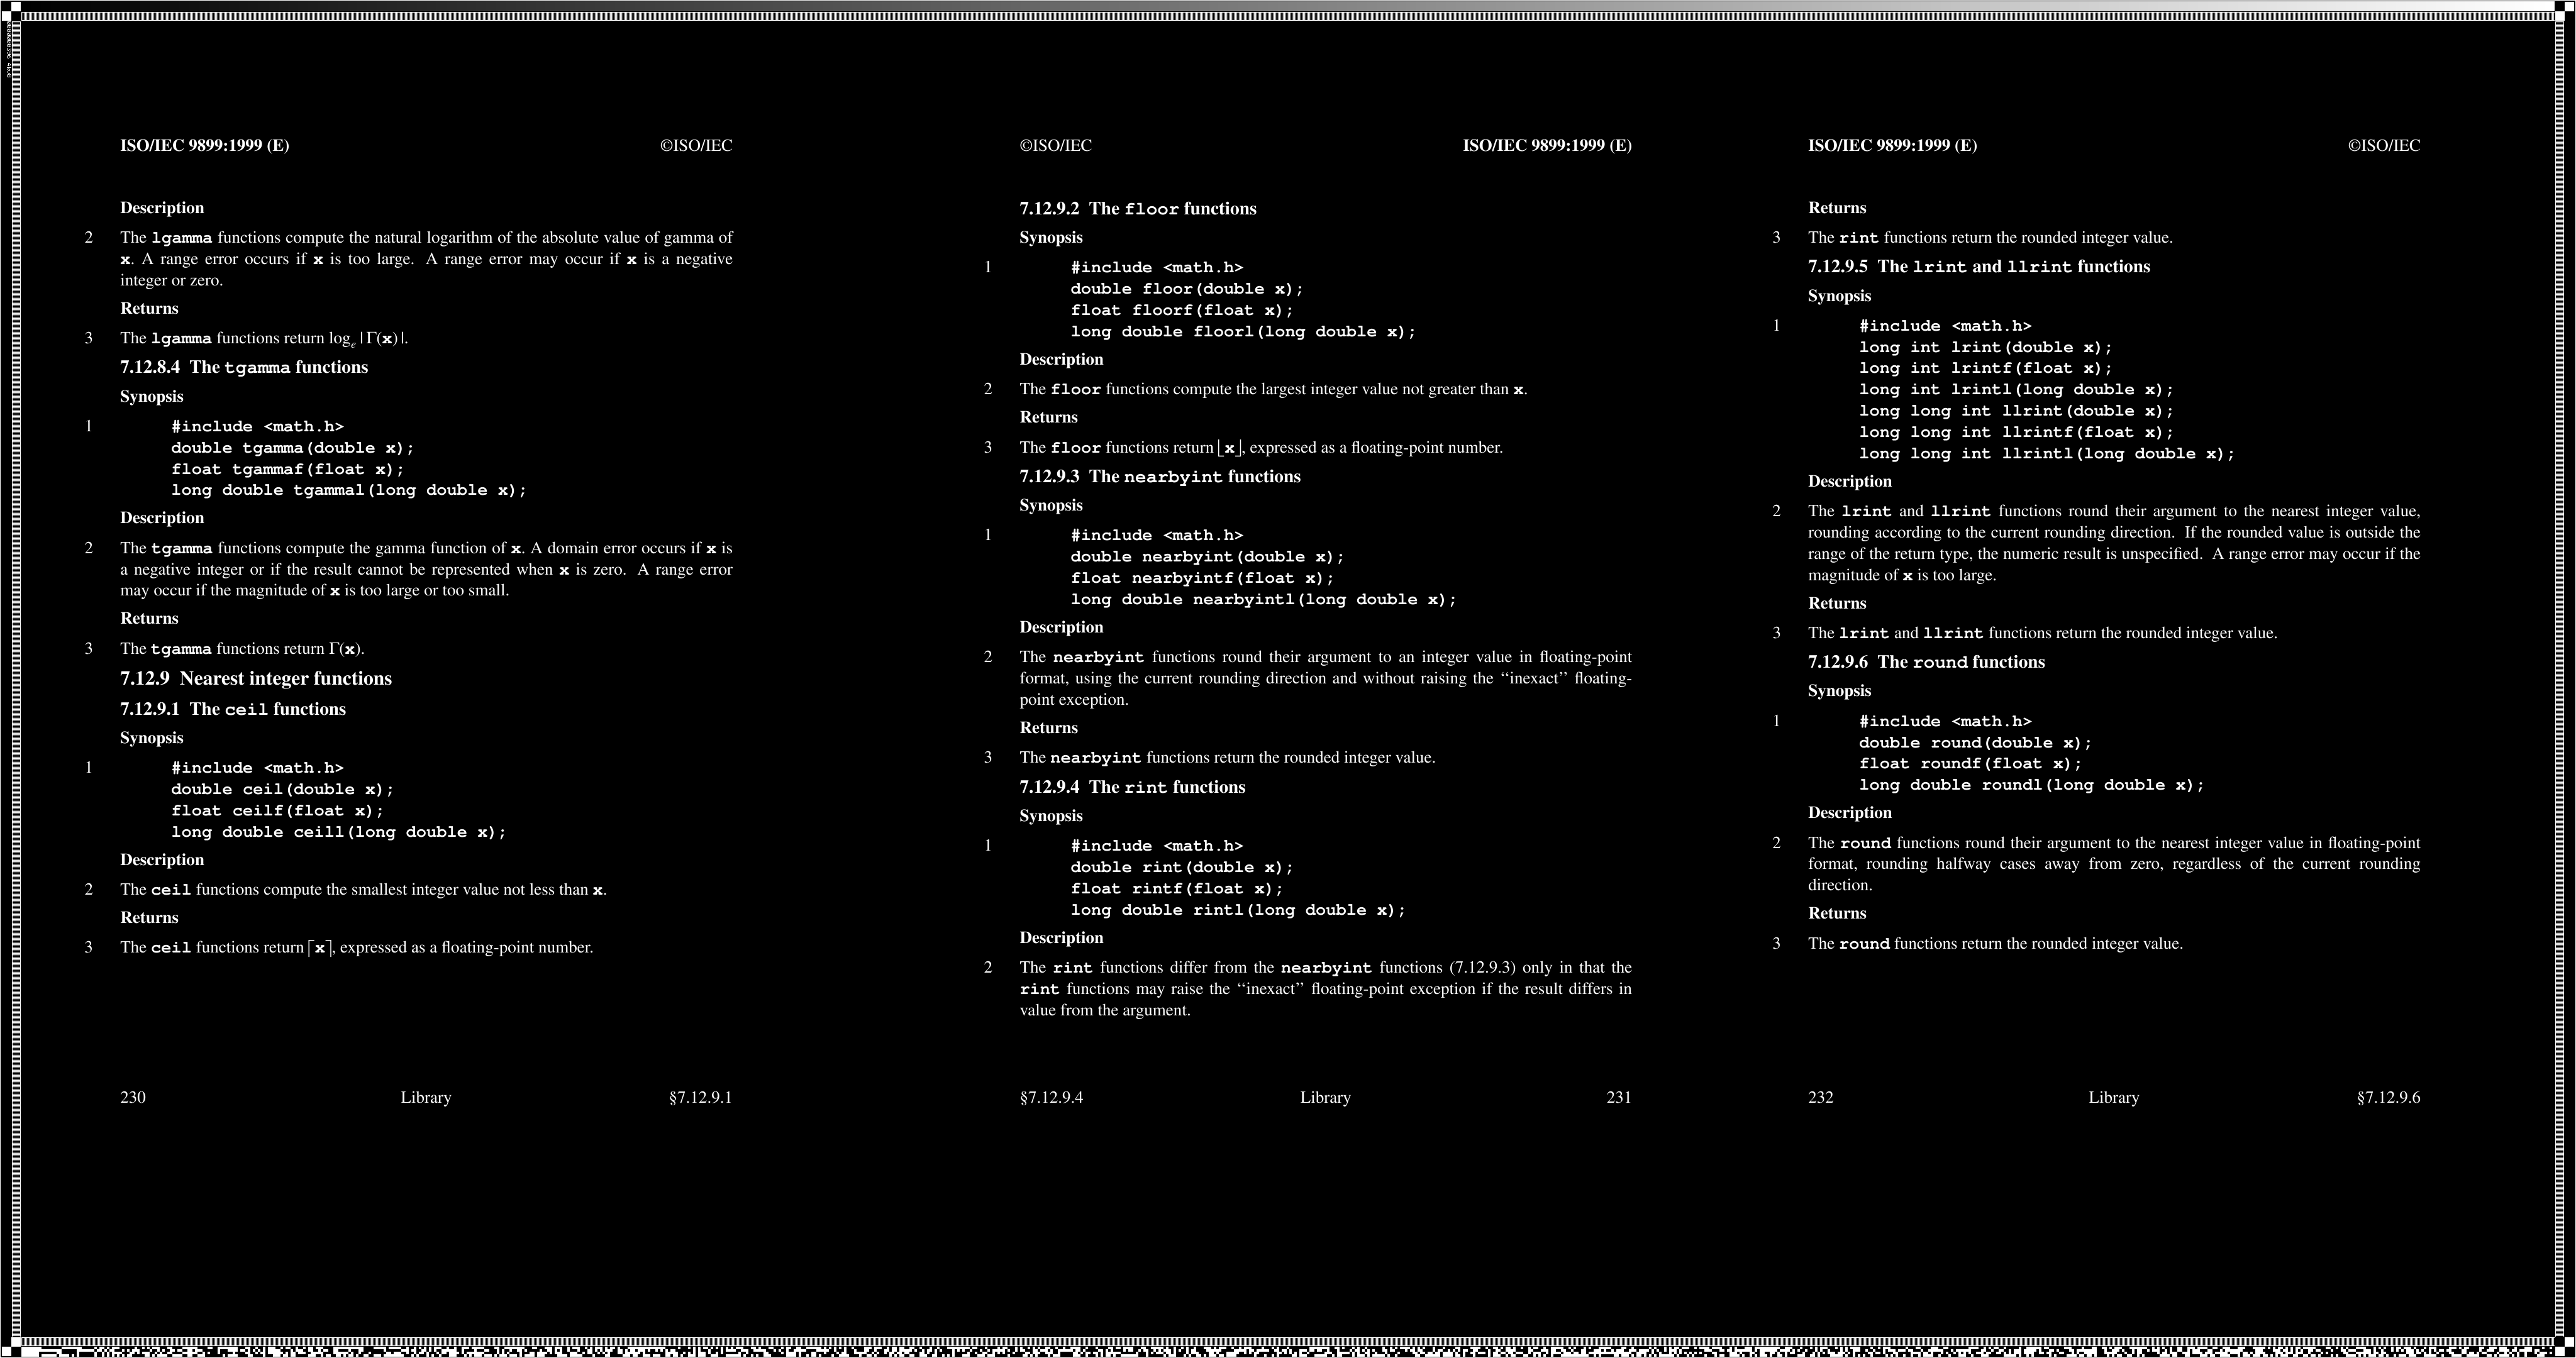 ISO/IEC 9899:1999 (E) ©ISO/IEC
Description
2 The lgamma functions compute the natural logarithm of the absolute value of gamma of
x. A range error occurs if x is too large. A range error may occur if x is a negative
integer or zero.
Returns
3 The lgamma functions return logₑ |Γ(x)|.
7.12.8.4 The tgamma functions
Synopsis
1 #include <math.h>
double tgamma(double x);
float tgammaf(float x);
long double tgammal(long double x);
Description
2 The tgamma functions compute the gamma function of x. A domain error occurs if x is
a negative integer or if the result cannot be represented when x is zero. A range error
may occur if the magnitude of x is too large or too small.
Returns
3 The tgamma functions return Γ(x).
7.12.9 Nearest integer functions
7.12.9.1 The ceil functions
Synopsis
1 #include <math.h>
double ceil(double x);
float ceilf(float x);
long double ceill(long double x);
Description
2 The ceil functions compute the smallest integer value not less than x.
Returns
3 The ceil functions return ⌈x⌉, expressed as a floating-point number.
230 Library §7.12.9.1
©ISO/IEC ISO/IEC 9899:1999 (E)
7.12.9.2 The floor functions
Synopsis
1 #include <math.h>
double floor(double x);
float floorf(float x);
long double floorl(long double x);
Description
2 The floor functions compute the largest integer value not greater than x.
Returns
3 The floor functions return ⌊x⌋, expressed as a floating-point number.
7.12.9.3 The nearbyint functions
Synopsis
1 #include <math.h>
double nearbyint(double x);
float nearbyintf(float x);
long double nearbyintl(long double x);
Description
2 The nearbyint functions round their argument to an integer value in floating-point
format, using the current rounding direction and without raising the ‘‘inexact’’ floating-
point exception.
Returns
3 The nearbyint functions return the rounded integer value.
7.12.9.4 The rint functions
Synopsis
1 #include <math.h>
double rint(double x);
float rintf(float x);
long double rintl(long double x);
Description
2 The rint functions differ from the nearbyint functions (7.12.9.3) only in that the
rint functions may raise the ‘‘inexact’’ floating-point exception if the result differs in
value from the argument.
§7.12.9.4 Library 231
ISO/IEC 9899:1999 (E) ©ISO/IEC
Returns
3 The rint functions return the rounded integer value.
7.12.9.5 The lrint and llrint functions
Synopsis
1 #include <math.h>
long int lrint(double x);
long int lrintf(float x);
long int lrintl(long double x);
long long int llrint(double x);
long long int llrintf(float x);
long long int llrintl(long double x);
Description
2 The lrint and llrint functions round their argument to the nearest integer value,
rounding according to the current rounding direction. If the rounded value is outside the
range of the return type, the numeric result is unspecified. A range error may occur if the
magnitude of x is too large.
Returns
3 The lrint and llrint functions return the rounded integer value.
7.12.9.6 The round functions
Synopsis
1 #include <math.h>
double round(double x);
float roundf(float x);
long double roundl(long double x);
Description
2 The round functions round their argument to the nearest integer value in floating-point
format, rounding halfway cases away from zero, regardless of the current rounding
direction.
Returns
3 The round functions return the rounded integer value.
232 Library §7.12.9.6